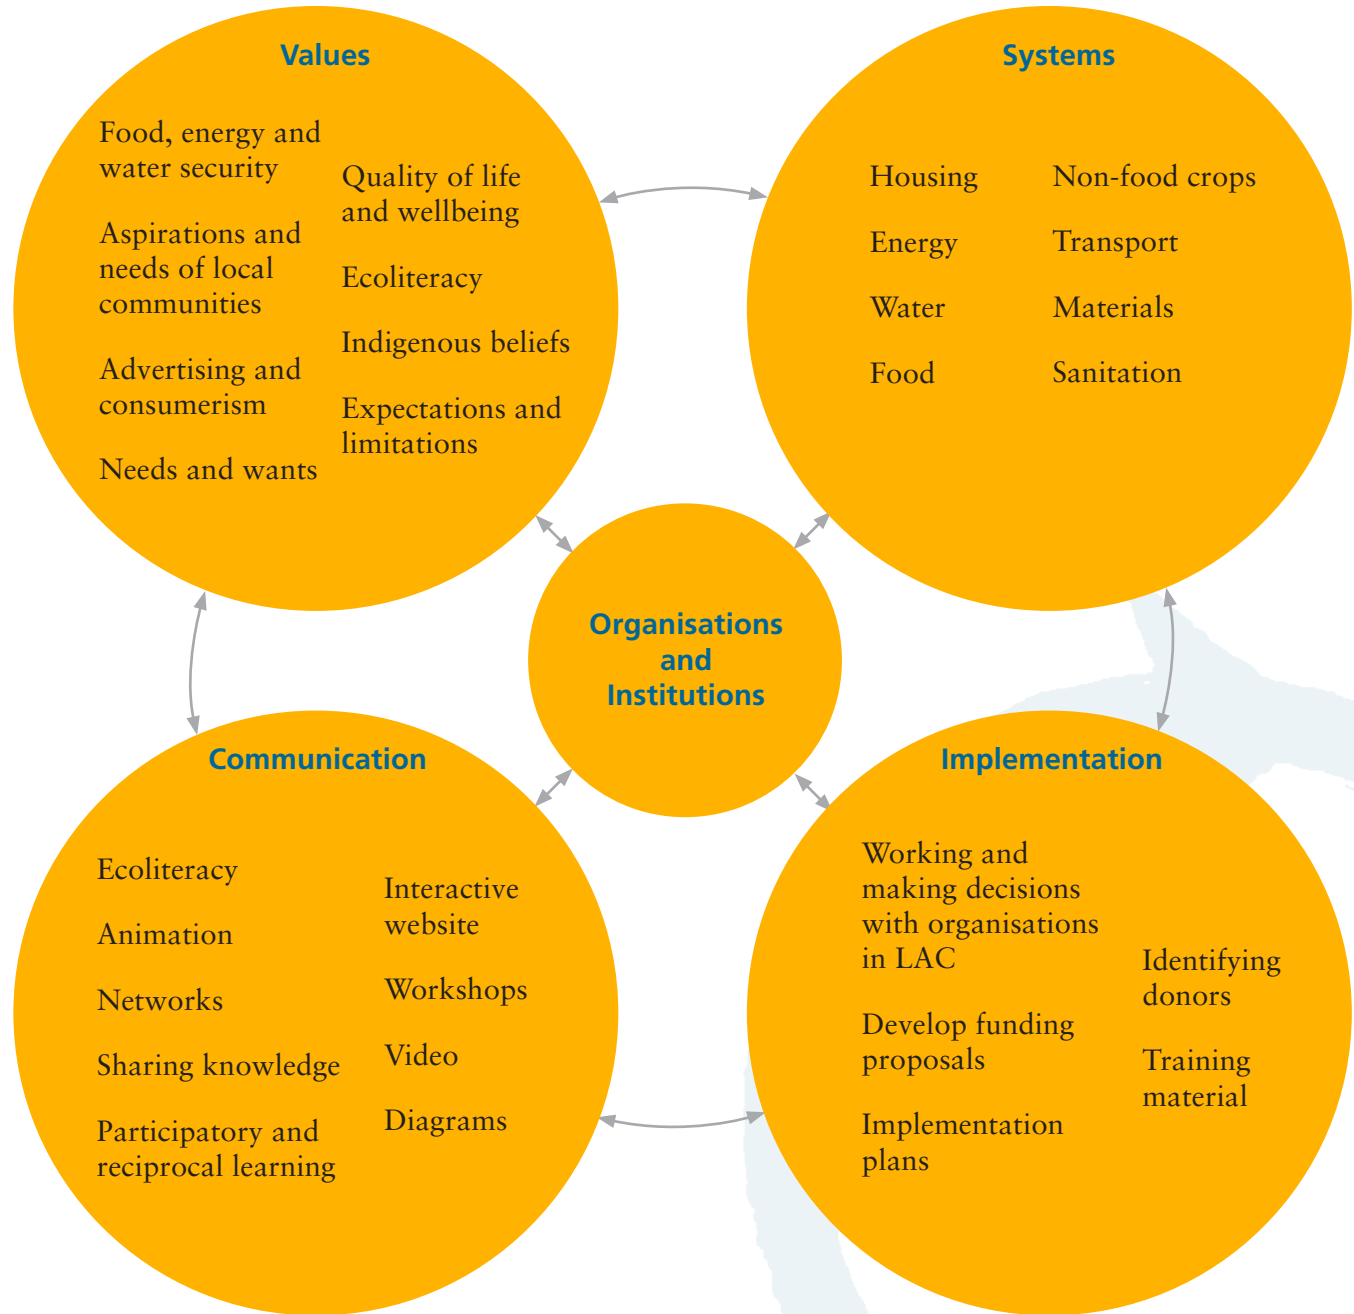 Values
Food, energy and
water security
Aspirations and
needs of local
communities
Advertising and
consumerism
Needs and wants
Quality of life
and wellbeing
Ecoliteracy
Indigenous beliefs
Expectations and
limitations
Systems
Housing
Energy
Water
Food
Non-food crops
Transport
Materials
Sanitation
Organisations
and
Institutions
Communication
Ecoliteracy
Animation
Networks
Sharing knowledge
Participatory and
reciprocal learning
Interactive
website
Workshops
Video
Diagrams
Implementation
Working and
making decisions
with organisations
in LAC
Develop funding
proposals
Implementation
plans
Identifying
donors
Training
material